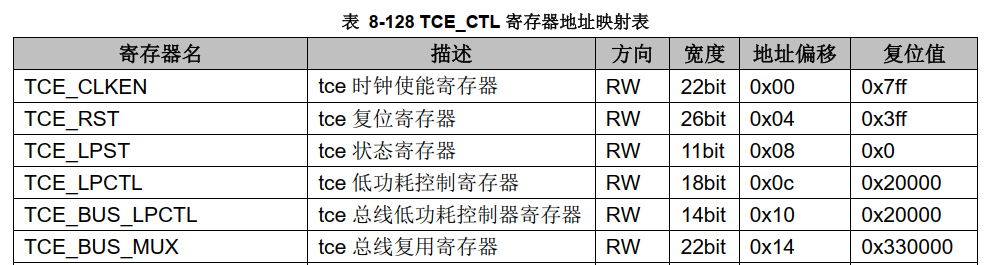 表 8-128 TCE_CTL 寄存器地址映射表
寄存器名 描述 方向 宽度 地址偏移 复位值
TCE_CLKEN tce 时钟使能寄存器 RW 22bit 0x00 0x7ff
TCE_RST tce 复位寄存器 RW 26bit 0x04 0x3ff
TCE_LPST tce 状态寄存器 RW 11bit 0x08 0x0
TCE_LPCTL tce 低功耗控制寄存器 RW 18bit 0x0c 0x20000
TCE_BUS_LPCTL tce 总线低功耗控制器寄存器 RW 14bit 0x10 0x20000
TCE_BUS_MUX tce 总线复用寄存器 RW 22bit 0x14 0x330000